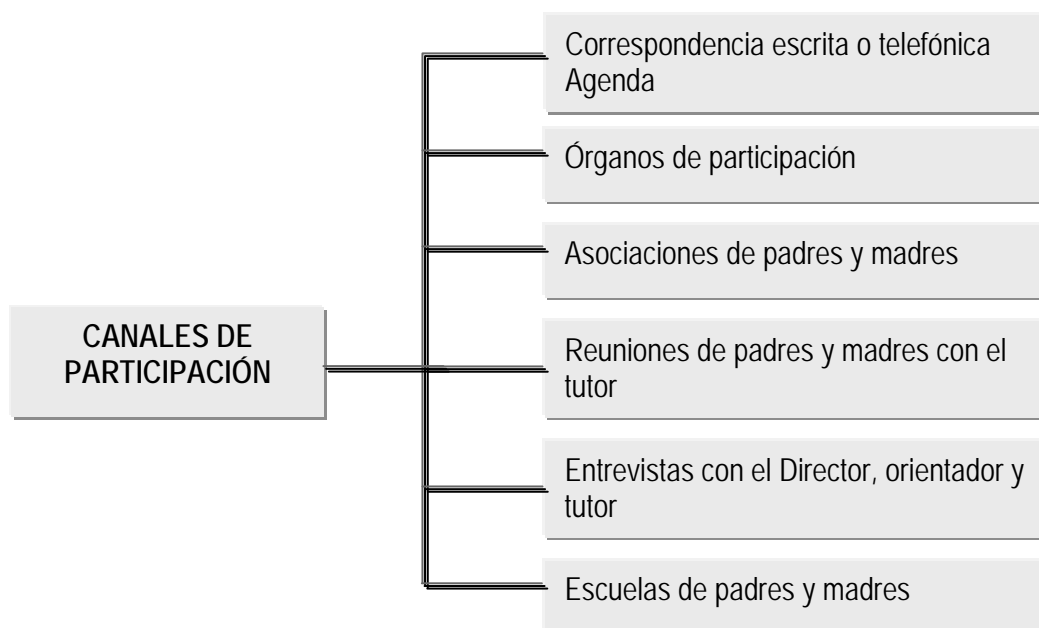 Correspondencia escrita o telefónica
Agenda
Órganos de participación
Asociaciones de padres y madres
CANALES DE
PARTICIPACIÓN
Reuniones de padres y madres con el
tutor
Entrevistas con el Director, orientador y
tutor
Escuelas de padres y madres